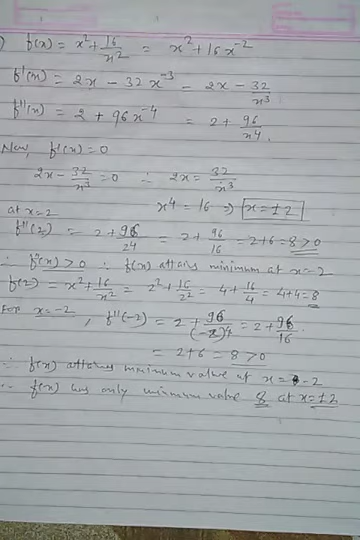 ) f(x) = x² + 16/x² = x² + 16x⁻²
f'(x) = 2x - 32x⁻³ = 2x - 32/x³
f''(x) = 2 + 96x⁻⁴ = 2 + 96/x⁴.
Now, f'(x) = 0
2x - 32/x³ = 0 ∴ 2x = 32/x³
x⁴ = 16 ⇒ x = ±2
at x = 2
f''(2) = 2 + 96/2⁴ = 2 + 96/16 = 2 + 6 = 8 > 0
∴ f''(x) > 0 ∴ f(x) attains minimum at x = 2
f(2) = x² + 16/x² = 2² + 16/2² = 4 + 16/4 = 4 + 4 = 8
For x = -2, f''(-2) = 2 + 96/(-2)⁴ = 2 + 96/16.
= 2 + 6 = 8 > 0
∴ f(x) attains minimum value at x = -2
∴ f(x) has only minimum value 8 at x = ±2